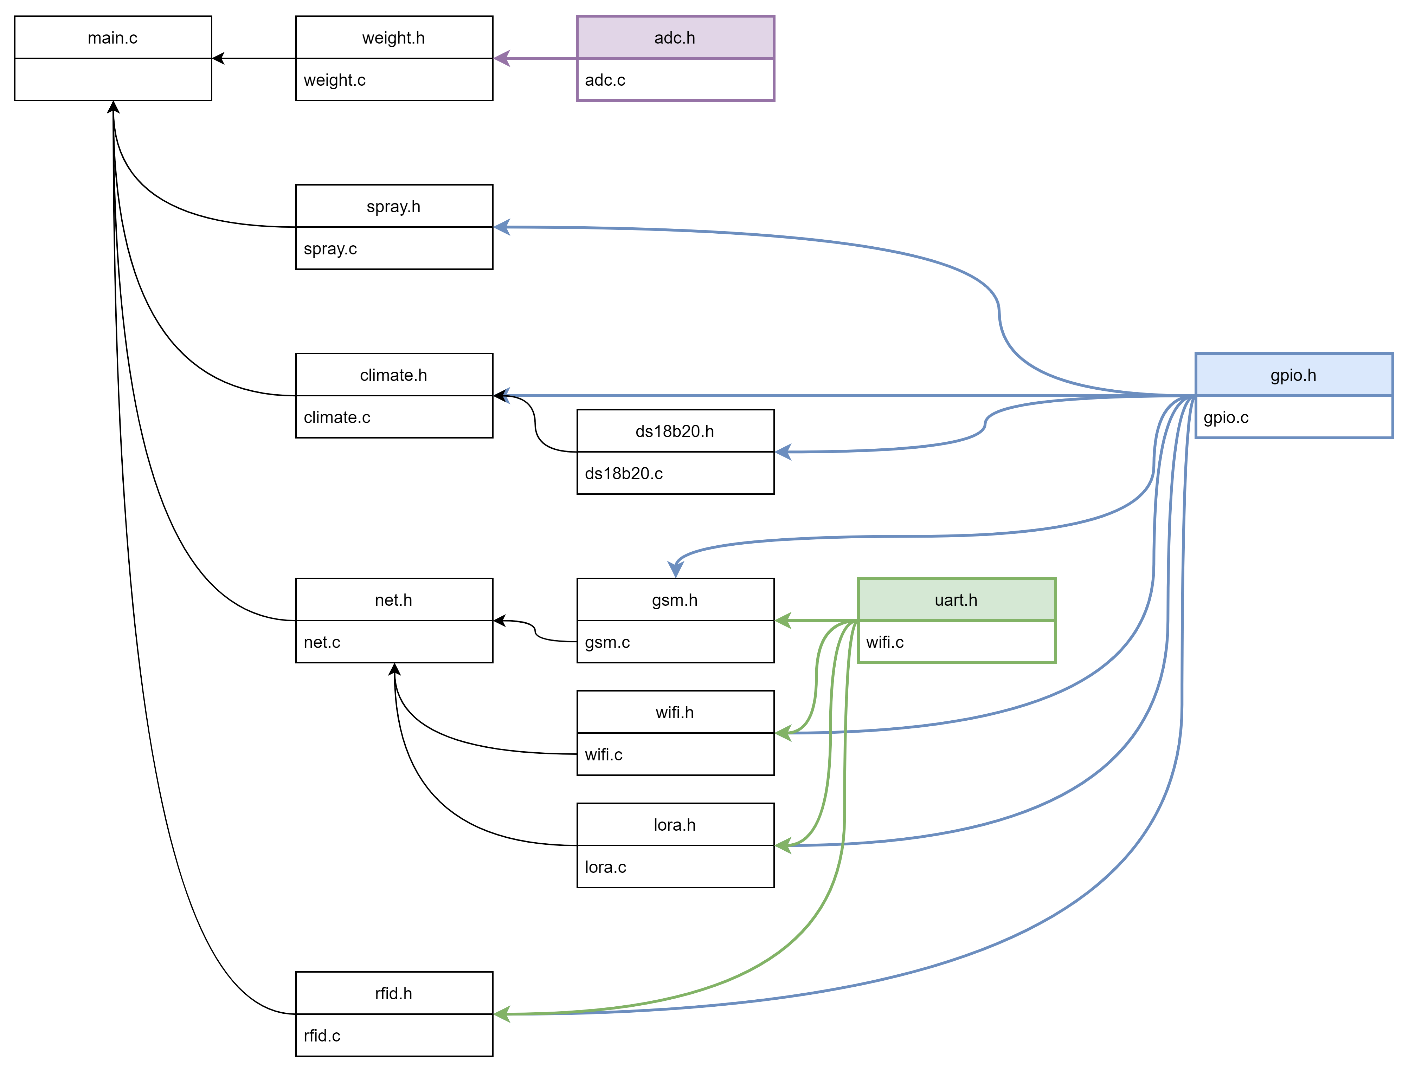 main.c
weight.h
weight.c
adc.h
adc.c
spray.h
spray.c
climate.h
climate.c
ds18b20.h
ds18b20.c
gpio.h
gpio.c
net.h
net.c
gsm.h
gsm.c
uart.h
wifi.c
wifi.h
wifi.c
lora.h
lora.c
rfid.h
rfid.c